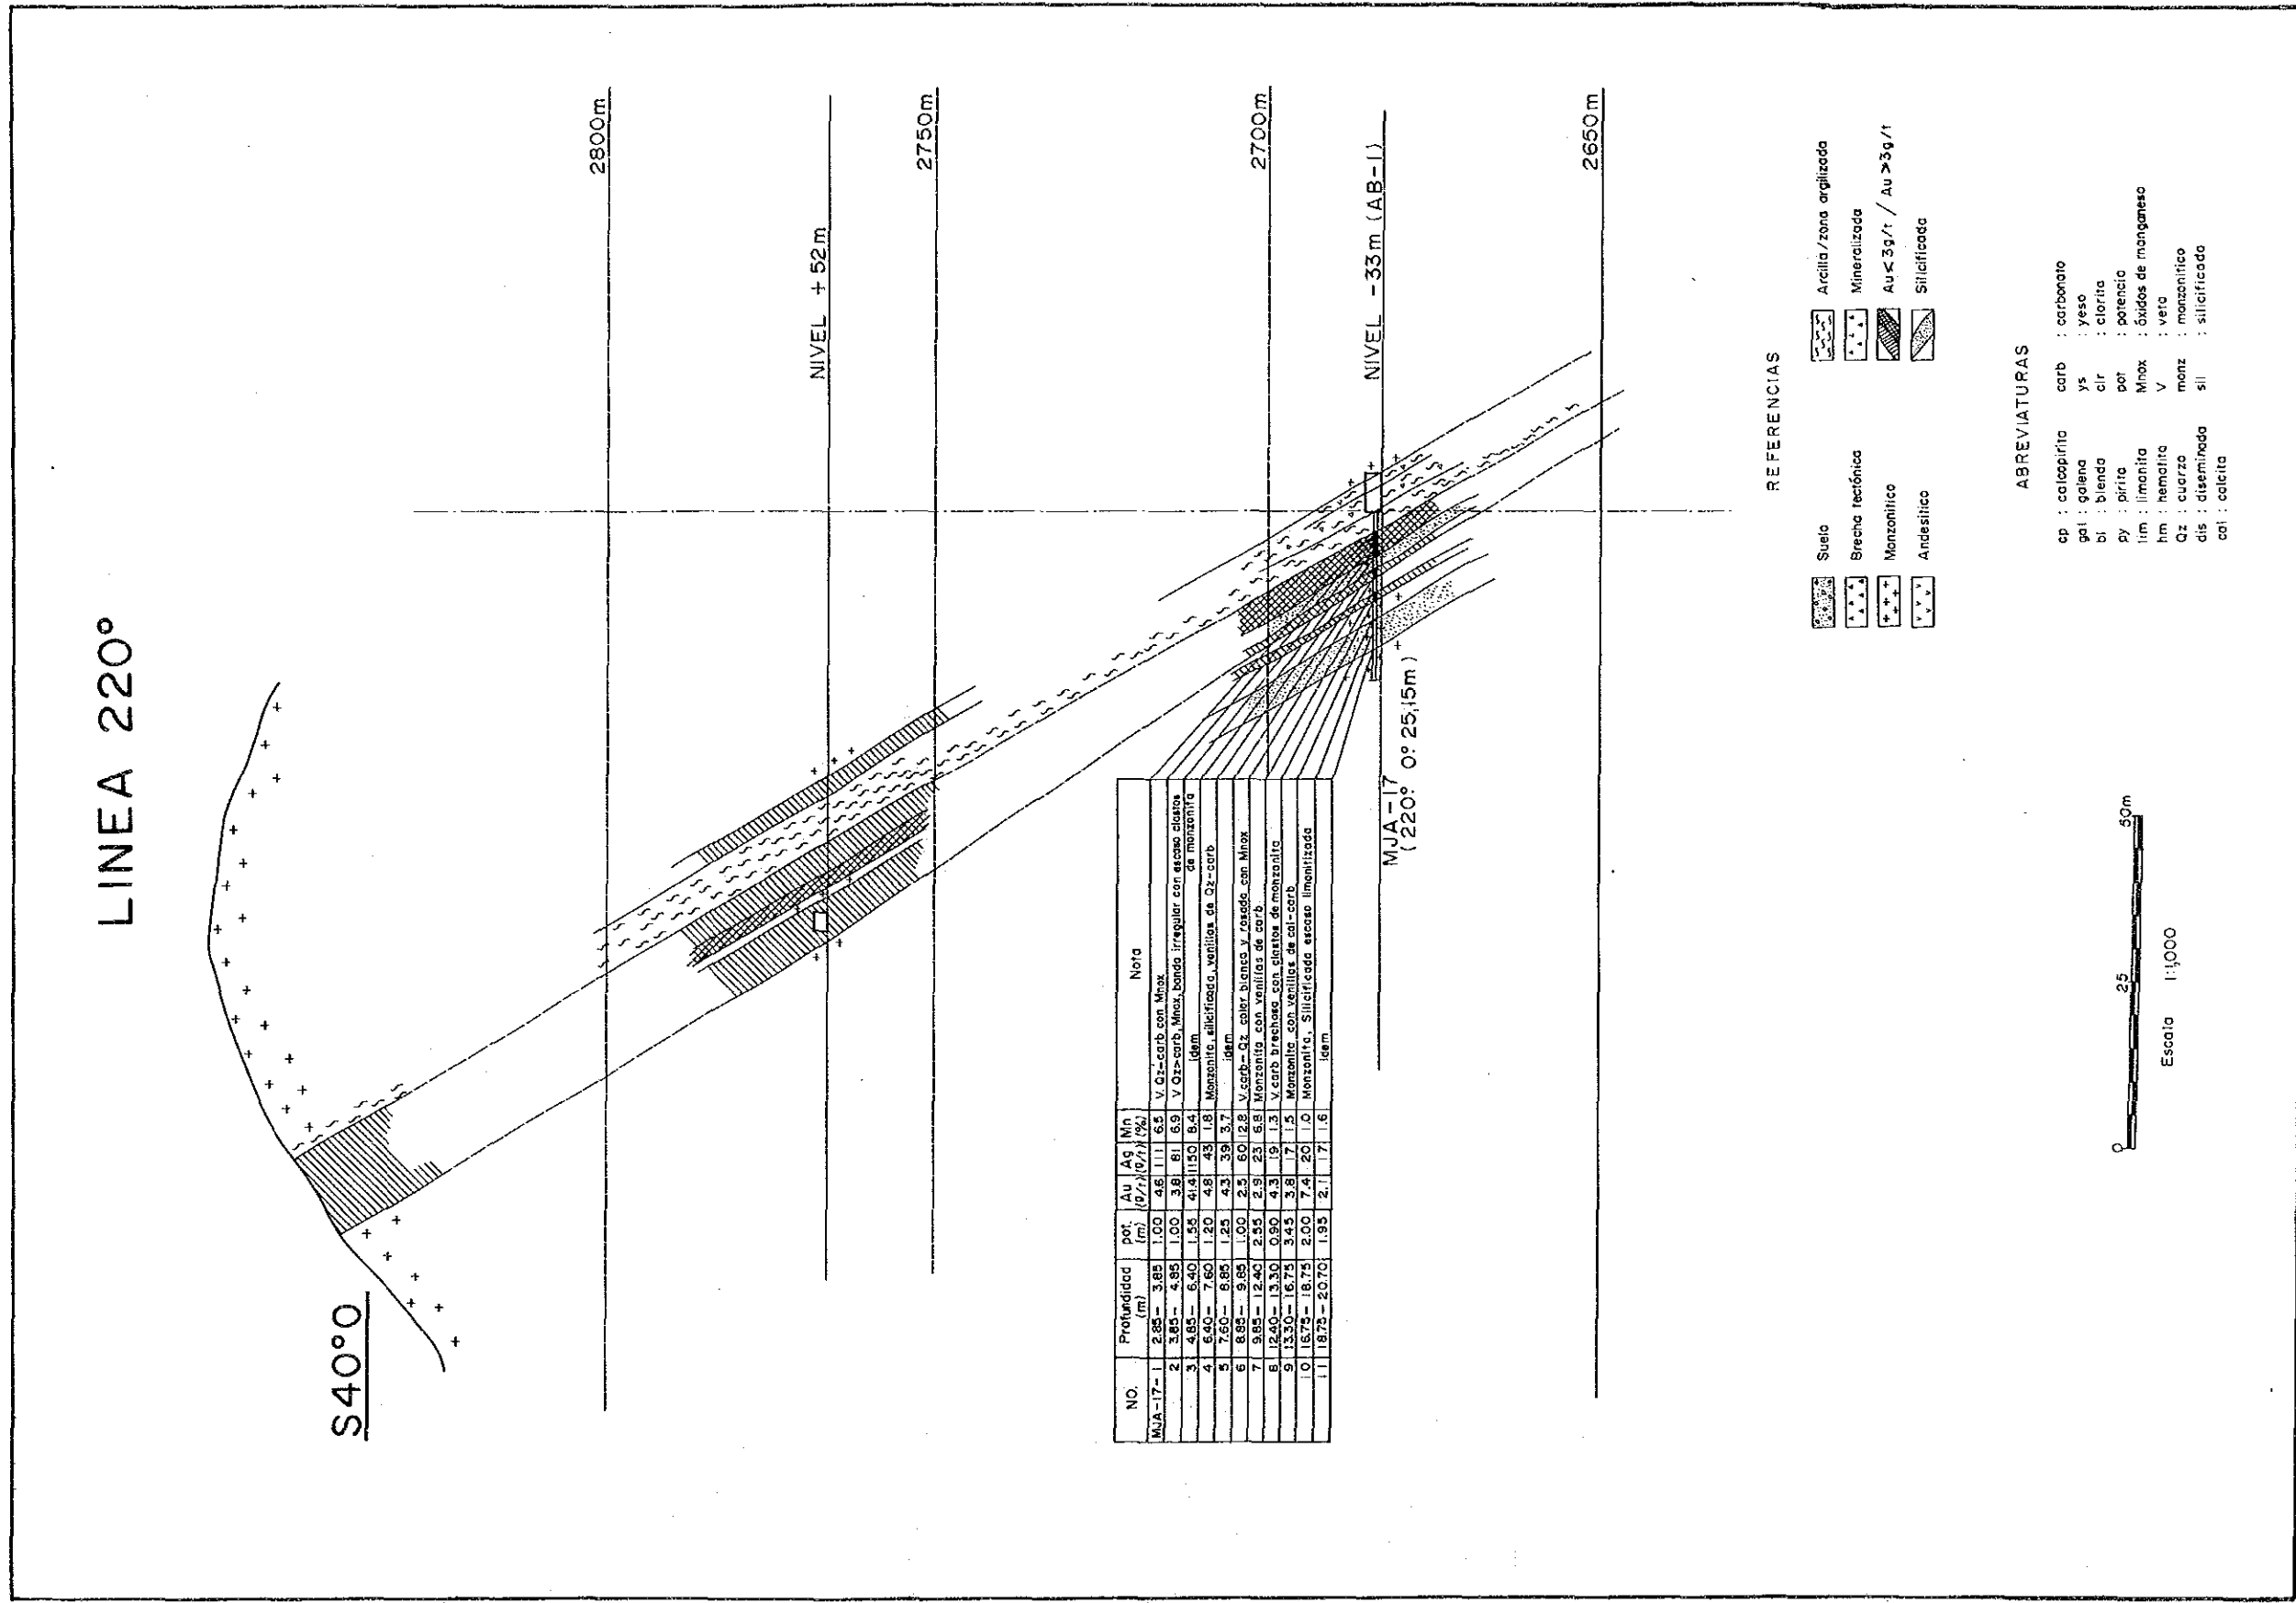 LINEA 220°
S40°O
2800m
NIVEL +52m
2750m
2700m
NIVEL -33m (AB-1)
2650m
MJA-17
(220° 0° 25,15m)
NO. Profundidad (m) pot. (m) Au (g/t) Ag (g/t) Mn (%) Nota
MJA-17- 1 2.85- 3.85 1.00 4.6 111 6.5 V. Qz-carb con Mnox
2 3.85- 4.85 1.00 3.8 81 6.9 V Qz>carb, Mnox, banda irregular con escaso clastos de monzonita
3 4.85- 6.40 1.55 41.4 1150 8.4 idem
4 6.40- 7.60 1.20 4.8 43 1.8 Monzonita, silicificada, venillas de Qz-carb
5 7.60- 8.85 1.25 4.3 39 3.7 idem
6 8.85- 9.85 1.00 2.5 60 12.8 V. carb-Qz color blanco y rosado con Mnox
7 9.85-12.40 2.55 2.9 23 6.8 Monzonita con venillas de carb
8 12.40-13.30 0.90 4.3 19 1.3 V. carb brechosa con clastos de monzonita
9 13.30-16.75 3.45 3.8 17 1.5 Monzonita con venillas de cal-carb
10 16.75-18.75 2.00 7.4 20 1.0 Monzonita, Silicificada escaso limonitizada
11 18.75-20.70 1.95 2.1 17 1.6 idem
REFERENCIAS
Suelo
Brecha tectónica
Monzonítico
Andesítico
Arcilla/zona argilizada
Mineralizada
Au≤3g/t / Au>3g/t
Silicificada
ABREVIATURAS
cp : calcopirita carb : carbonato
gal : galena ys : yeso
bl : blenda clr : clorita
py : pirita pot : potencia
lim : limonita Mnox : óxidos de manganeso
hm : hematita V : veta
Qz : cuarzo monz : monzonítico
dis : diseminada sil : silicificada
cal : calcita
0 25 50m
Escala 1:1,000